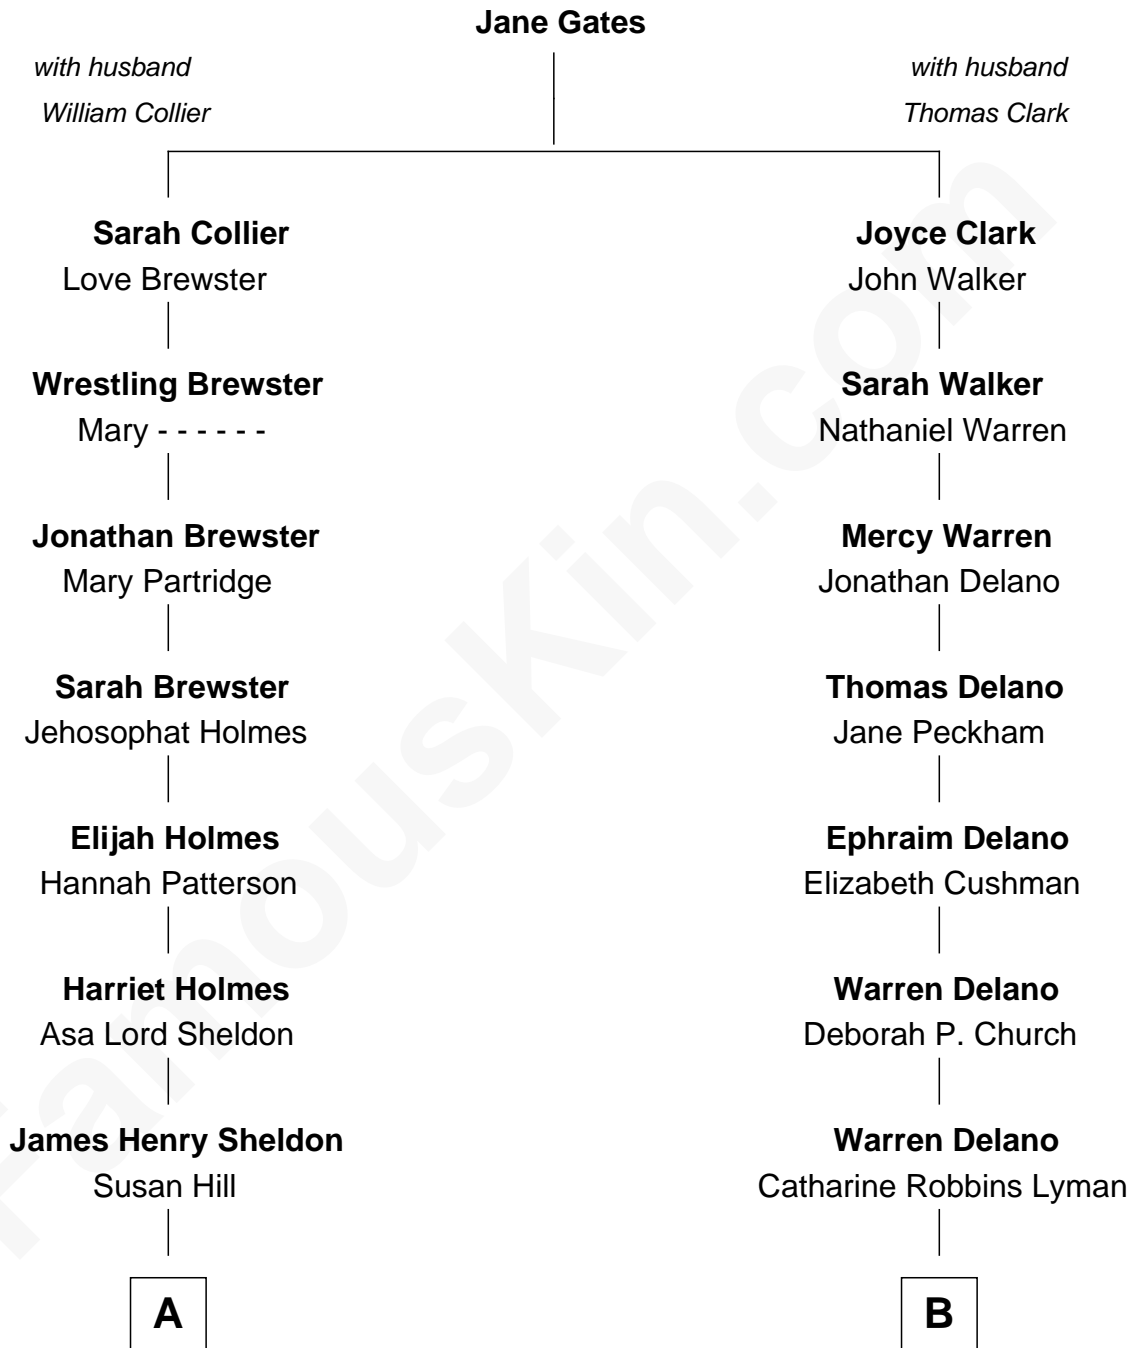 Jane Gates
with husband
William Collier
with husband
Thomas Clark
Sarah Collier
Love Brewster
Joyce Clark
John Walker
Wrestling Brewster
Mary - - - - - -
Sarah Walker
Nathaniel Warren
Jonathan Brewster
Mary Partridge
Mercy Warren
Jonathan Delano
Sarah Brewster
Jehosophat Holmes
Thomas Delano
Jane Peckham
Elijah Holmes
Hannah Patterson
Ephraim Delano
Elizabeth Cushman
Harriet Holmes
Asa Lord Sheldon
Warren Delano
Deborah P. Church
James Henry Sheldon
Susan Hill
Warren Delano
Catharine Robbins Lyman
A
B
FamousKin.com